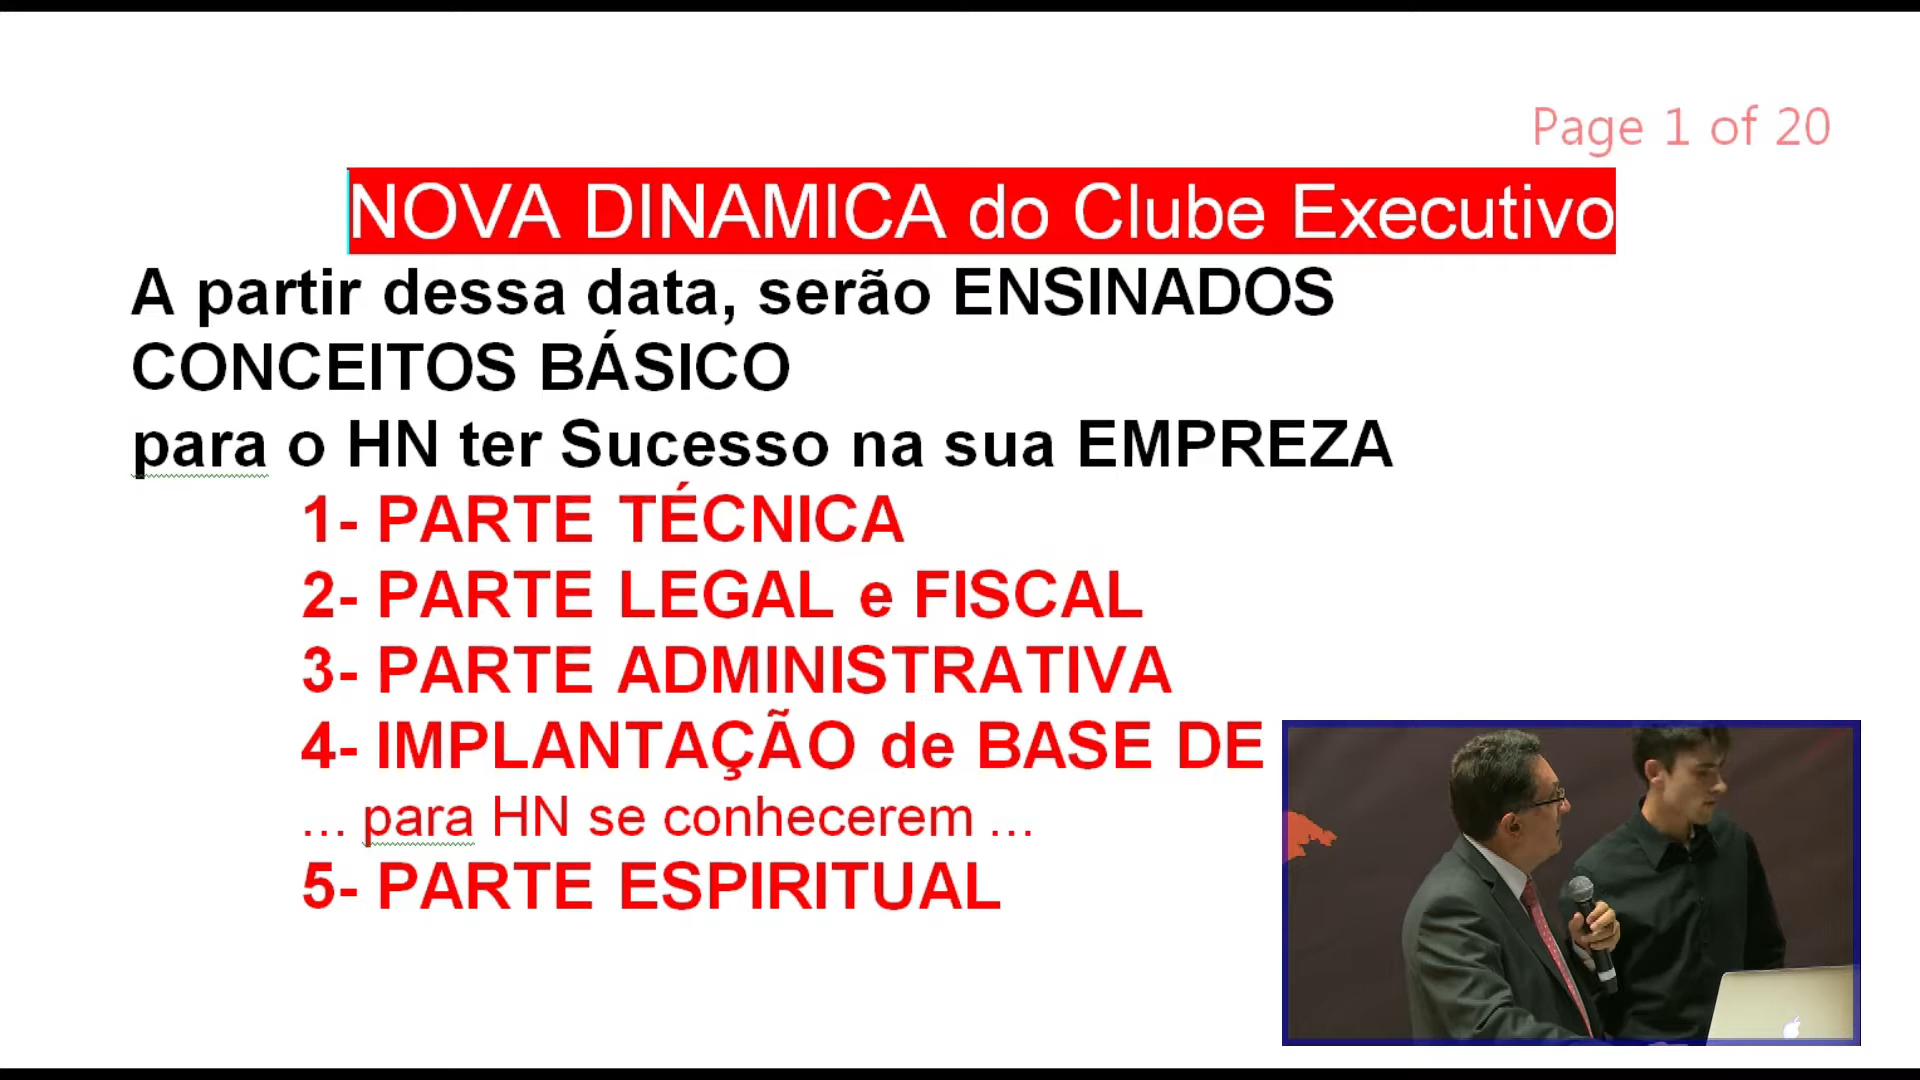 Page 1 of 20
NOVA DINAMICA do Clube Executivo
A partir dessa data, serão ENSINADOS
CONCEITOS BÁSICO
para o HN ter Sucesso na sua EMPREZA
1- PARTE TÉCNICA
2- PARTE LEGAL e FISCAL
3- PARTE ADMINISTRATIVA
4- IMPLANTAÇÃO de BASE DE
... para HN se conhecerem ...
5- PARTE ESPIRITUAL